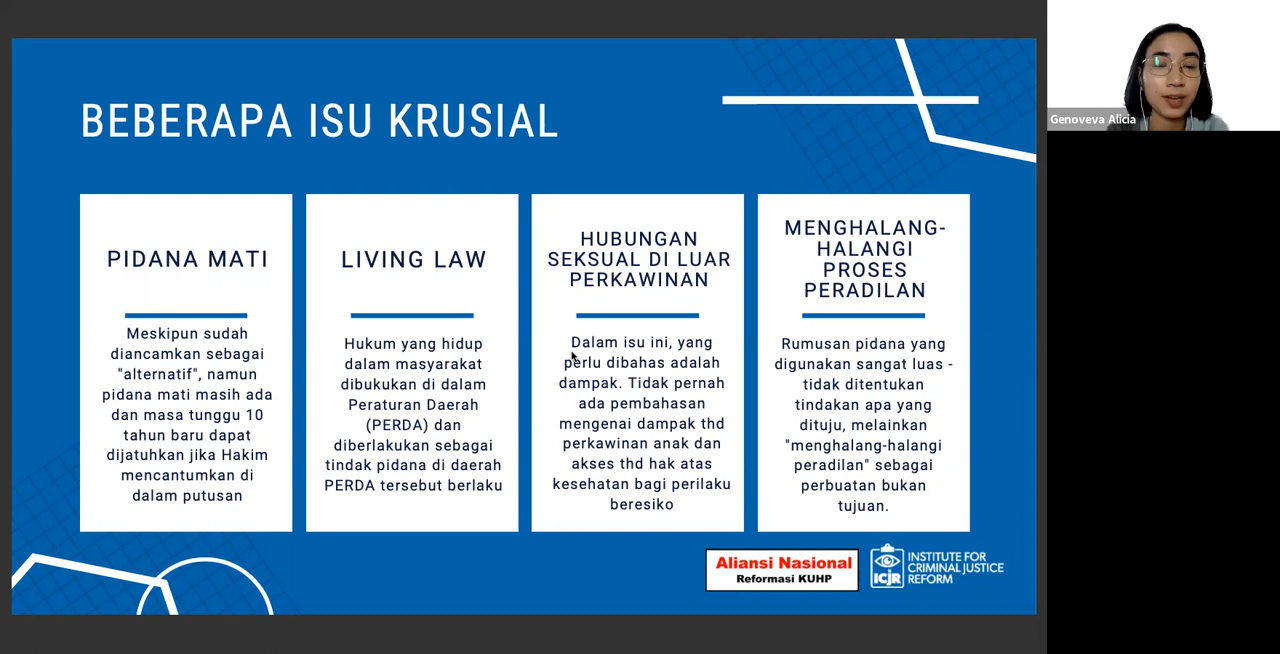 BEBERAPA ISU KRUSIAL
PIDANA MATI
Meskipun sudah
diancamkan sebagai
"alternatif", namun
pidana mati masih ada
dan masa tunggu 10
tahun baru dapat
dijatuhkan jika Hakim
mencantumkan di
dalam putusan
LIVING LAW
Hukum yang hidup
dalam masyarakat
dibukukan di dalam
Peraturan Daerah
(PERDA) dan
diberlakukan sebagai
tindak pidana di daerah
PERDA tersebut berlaku
HUBUNGAN
SEKSUAL DI LUAR
PERKAWINAN
Dalam isu ini, yang
perlu dibahas adalah
dampak. Tidak pernah
ada pembahasan
mengenai dampak thd
perkawinan anak dan
akses thd hak atas
kesehatan bagi perilaku
beresiko
MENGHALANG-
HALANGI
PROSES
PERADILAN
Rumusan pidana yang
digunakan sangat luas -
tidak ditentukan
tindakan apa yang
dituju, melainkan
"menghalang-halangi
peradilan" sebagai
perbuatan bukan
tujuan.
Aliansi Nasional
Reformasi KUHP
ICJR
INSTITUTE FOR
CRIMINAL JUSTICE
REFORM
Genoveva Alicia